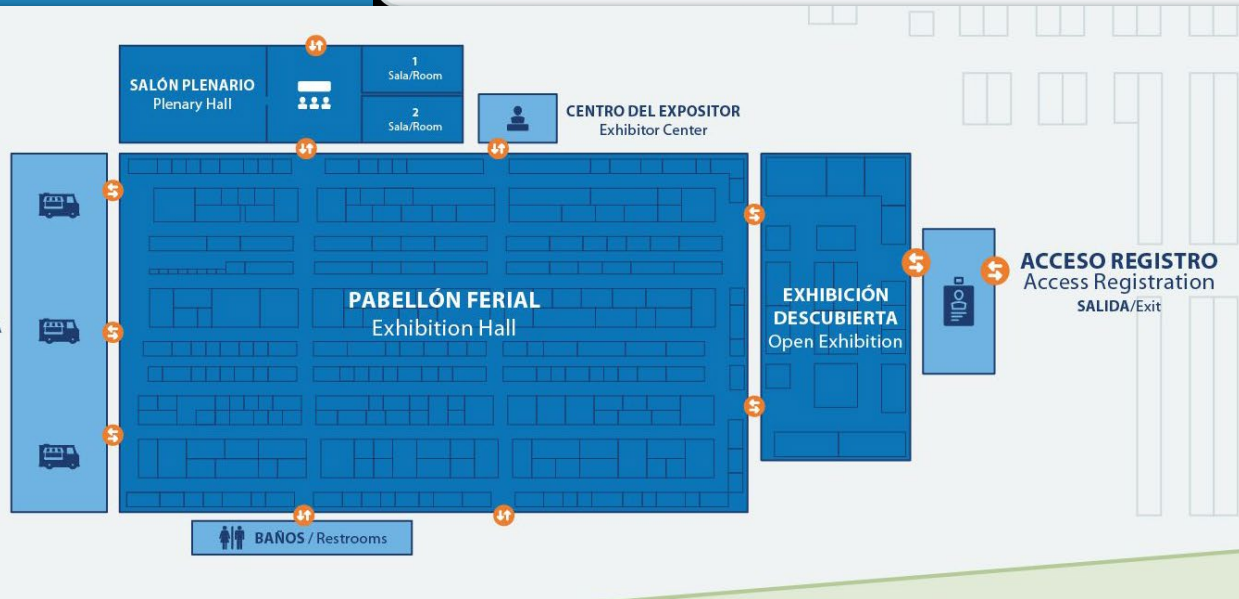 SALÓN PLENARIO
Plenary Hall
1
Sala/Room
2
Sala/Room
CENTRO DEL EXPOSITOR
Exhibitor Center
PABELLÓN FERIAL
Exhibition Hall
EXHIBICIÓN
DESCUBIERTA
Open Exhibition
ACCESO REGISTRO
Access Registration
SALIDA/Exit
BAÑOS / Restrooms